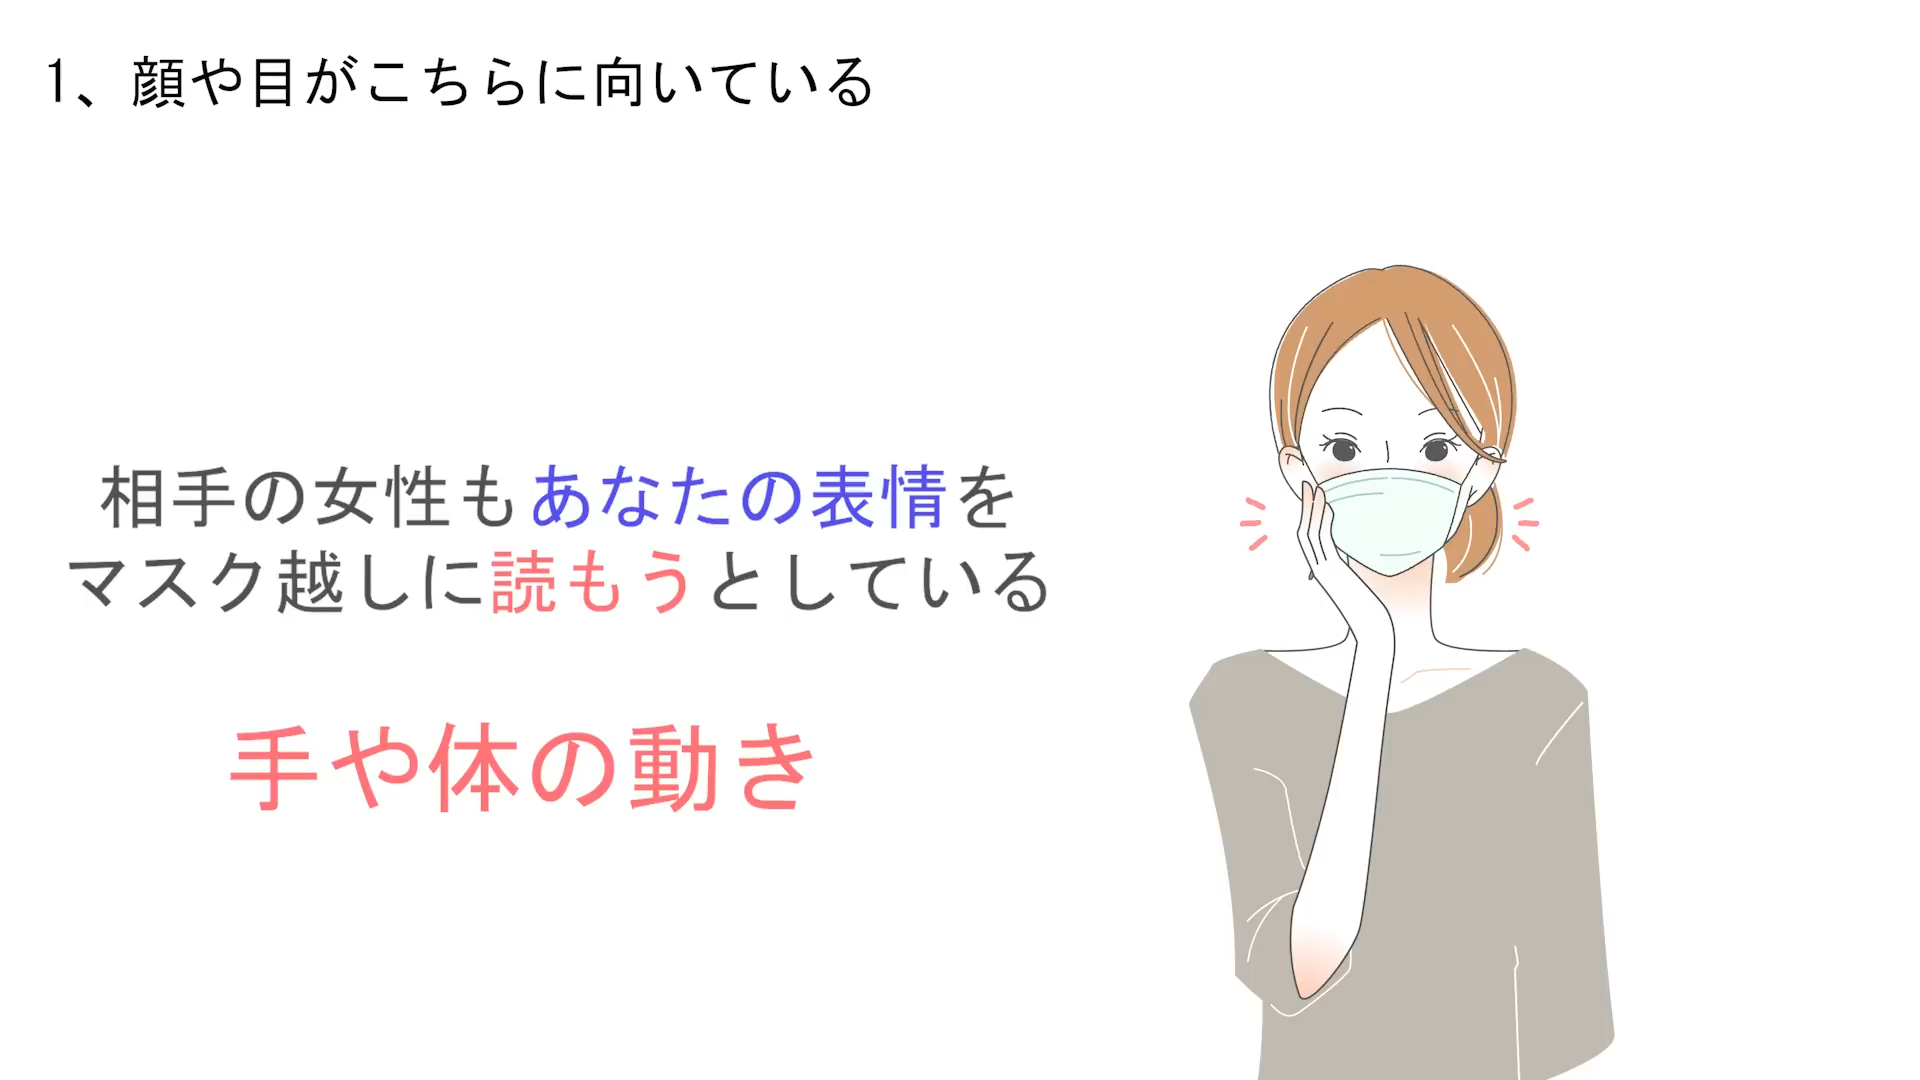 1、顔や目がこちらに向いている
相手の女性もあなたの表情を
マスク越しに読もうとしている
手や体の動き